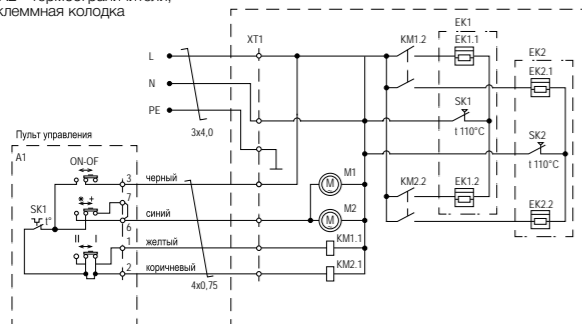 клеммная колодка
EK1
XT1
KM1.2
EK1.1
EK2
EK2.1
L
N
PE
SK1
t 110°C
3x4,0
SK2
t 110°C
Пульт управления
A1
ON-OF
3
черный
M1
M
KM2.2
EK1.2
SK1
t°
+
7
6
синий
M2
M
EK2.2
II
I
1
желтый
KM1.1
2
коричневый
KM2.1
4x0,75